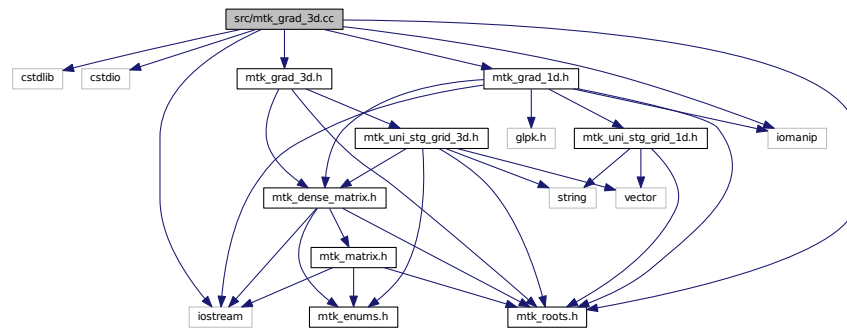 src/mtk_grad_3d.cc
cstdlib
cstdio
mtk_grad_3d.h
mtk_grad_1d.h
mtk_uni_stg_grid_3d.h
glpk.h
mtk_uni_stg_grid_1d.h
iomanip
mtk_dense_matrix.h
string
vector
mtk_matrix.h
iostream
mtk_enums.h
mtk_roots.h